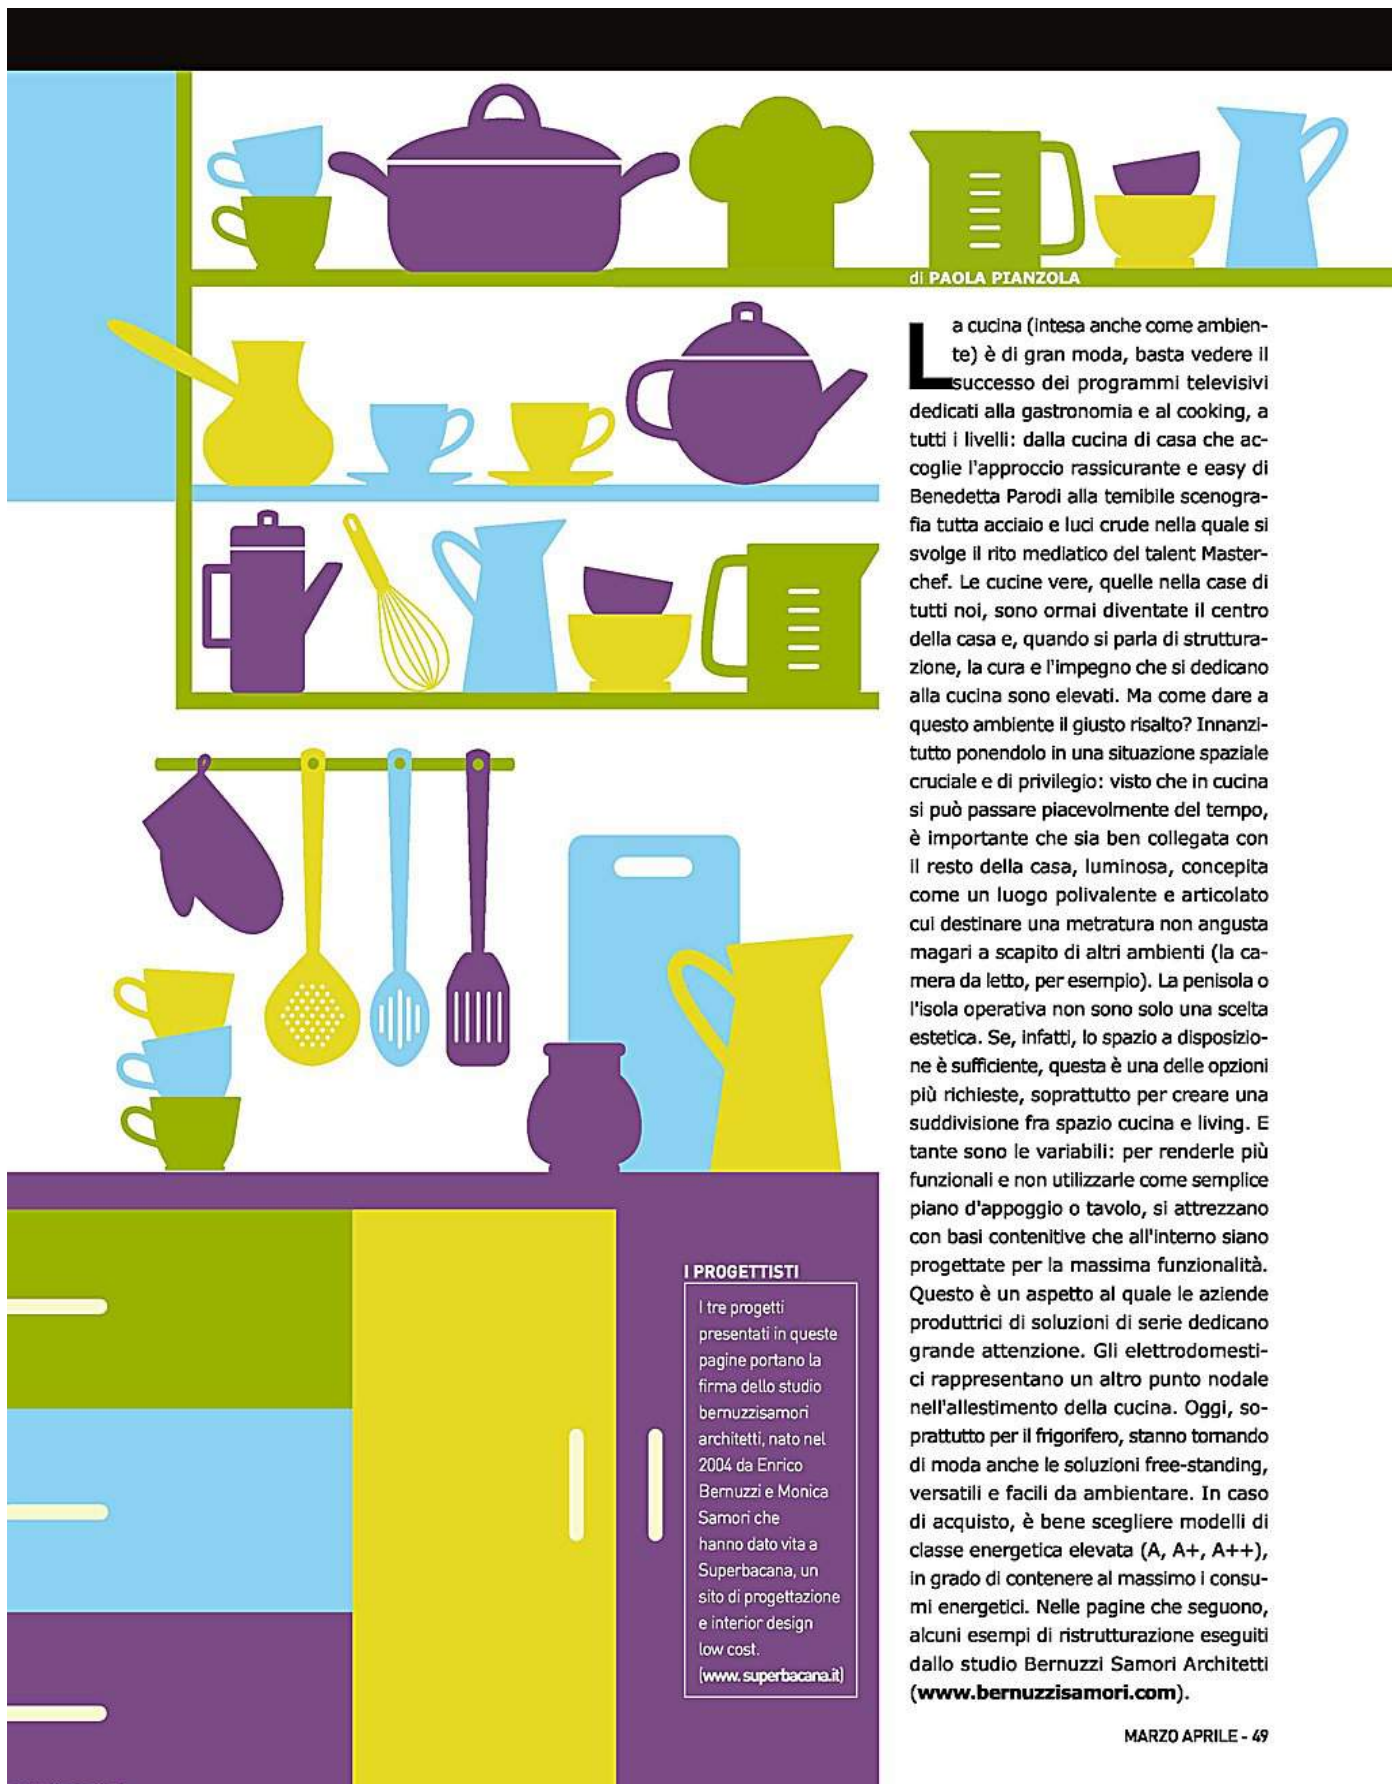 di PAOLA PIANZOLA
La cucina (intesa anche come ambien-
te) è di gran moda, basta vedere il
successo dei programmi televisivi
dedicati alla gastronomia e al cooking, a
tutti i livelli: dalla cucina di casa che ac-
coglie l'approccio rassicurante e easy di
Benedetta Parodi alla temibile scenogra-
fia tutta acciaio e luci crude nella quale si
svolge il rito mediatico del talent Master-
chef. Le cucine vere, quelle nella case di
tutti noi, sono ormai diventate il centro
della casa e, quando si parla di struttura-
zione, la cura e l'impegno che si dedicano
alla cucina sono elevati. Ma come dare a
questo ambiente il giusto risalto? Innanzi-
tutto ponendolo in una situazione spaziale
cruciale e di privilegio: visto che in cucina
si può passare piacevolmente del tempo,
è importante che sia ben collegata con
il resto della casa, luminosa, concepita
come un luogo polivalente e articolato
cui destinare una metratura non angusta
magari a scapito di altri ambienti (la ca-
mera da letto, per esempio). La penisola o
l'isola operativa non sono solo una scelta
estetica. Se, infatti, lo spazio a disposizio-
ne è sufficiente, questa è una delle opzioni
più richieste, soprattutto per creare una
suddivisione fra spazio cucina e living. E
tante sono le variabili: per renderle più
funzionali e non utilizzarle come semplice
piano d'appoggio o tavolo, si attrezzano
con basi contenitive che all'interno siano
progettate per la massima funzionalità.
Questo è un aspetto al quale le aziende
produttrici di soluzioni di serie dedicano
grande attenzione. Gli elettrodomesti-
ci rappresentano un altro punto nodale
nell'allestimento della cucina. Oggi, so-
prattutto per il frigorifero, stanno tornando
di moda anche le soluzioni free-standing,
versatili e facili da ambientare. In caso
di acquisto, è bene scegliere modelli di
classe energetica elevata (A, A+, A++),
in grado di contenere al massimo i consu-
mi energetici. Nelle pagine che seguono,
alcuni esempi di ristrutturazione eseguiti
dallo studio Bernuzzi Samori Architetti
(www.bernuzzisamori.com).
I PROGETTISTI
I tre progetti
presentati in queste
pagine portano la
firma dello studio
bernuzzisamori
architetti, nato nel
2004 da Enrico
Bernuzzi e Monica
Samori che
hanno dato vita a
Superbacana, un
sito di progettazione
e interior design
low cost.
(www. superbacana.it)
MARZO APRILE - 49